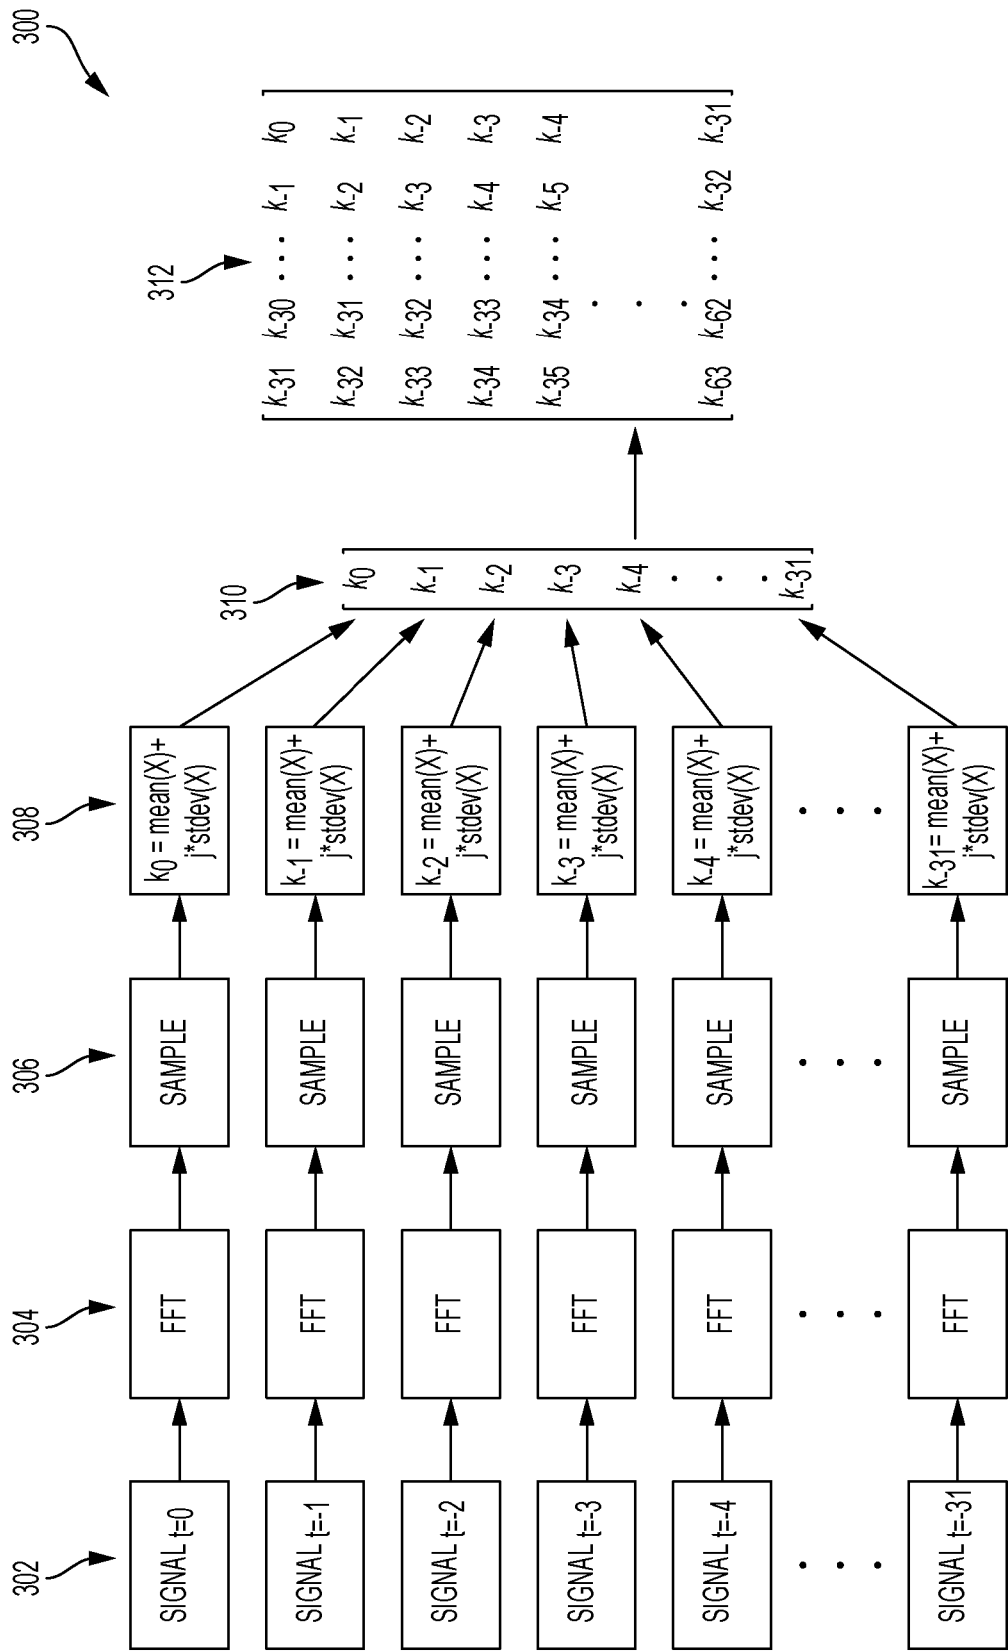 300
302
304
306
308
310
312
SIGNAL t=0
FFT
SAMPLE
k0 = mean(X)+
j*stdev(X)
SIGNAL t=-1
FFT
SAMPLE
k-1 = mean(X)+
j*stdev(X)
SIGNAL t=-2
FFT
SAMPLE
k-2 = mean(X)+
j*stdev(X)
SIGNAL t=-3
FFT
SAMPLE
k-3 = mean(X)+
j*stdev(X)
SIGNAL t=-4
FFT
SAMPLE
k-4 = mean(X)+
j*stdev(X)
SIGNAL t=-31
FFT
SAMPLE
k-31= mean(X)+
j*stdev(X)
k0
k-1
k-2
k-3
k-4
k-31
k-31 k-30 ... k-1 k0
k-32 k-31 ... k-2 k-1
k-33 k-32 ... k-3 k-2
k-34 k-33 ... k-4 k-3
k-35 k-34 ... k-5 k-4
k-63 k-62 ... k-32 k-31